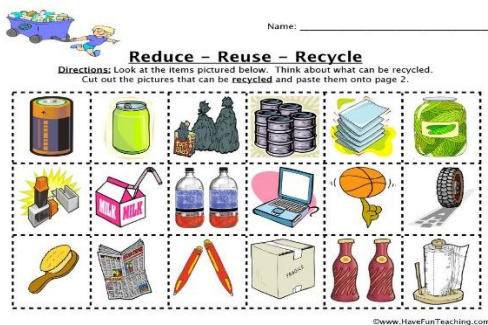 Name:
Reduce – Reuse – Recycle
Directions: Look at the items pictured below. Think about what can be recycled.
Cut out the pictures that can be recycled and paste them onto page 2.
MILK MILK
FRAGILE
©www.HaveFunTeaching.com